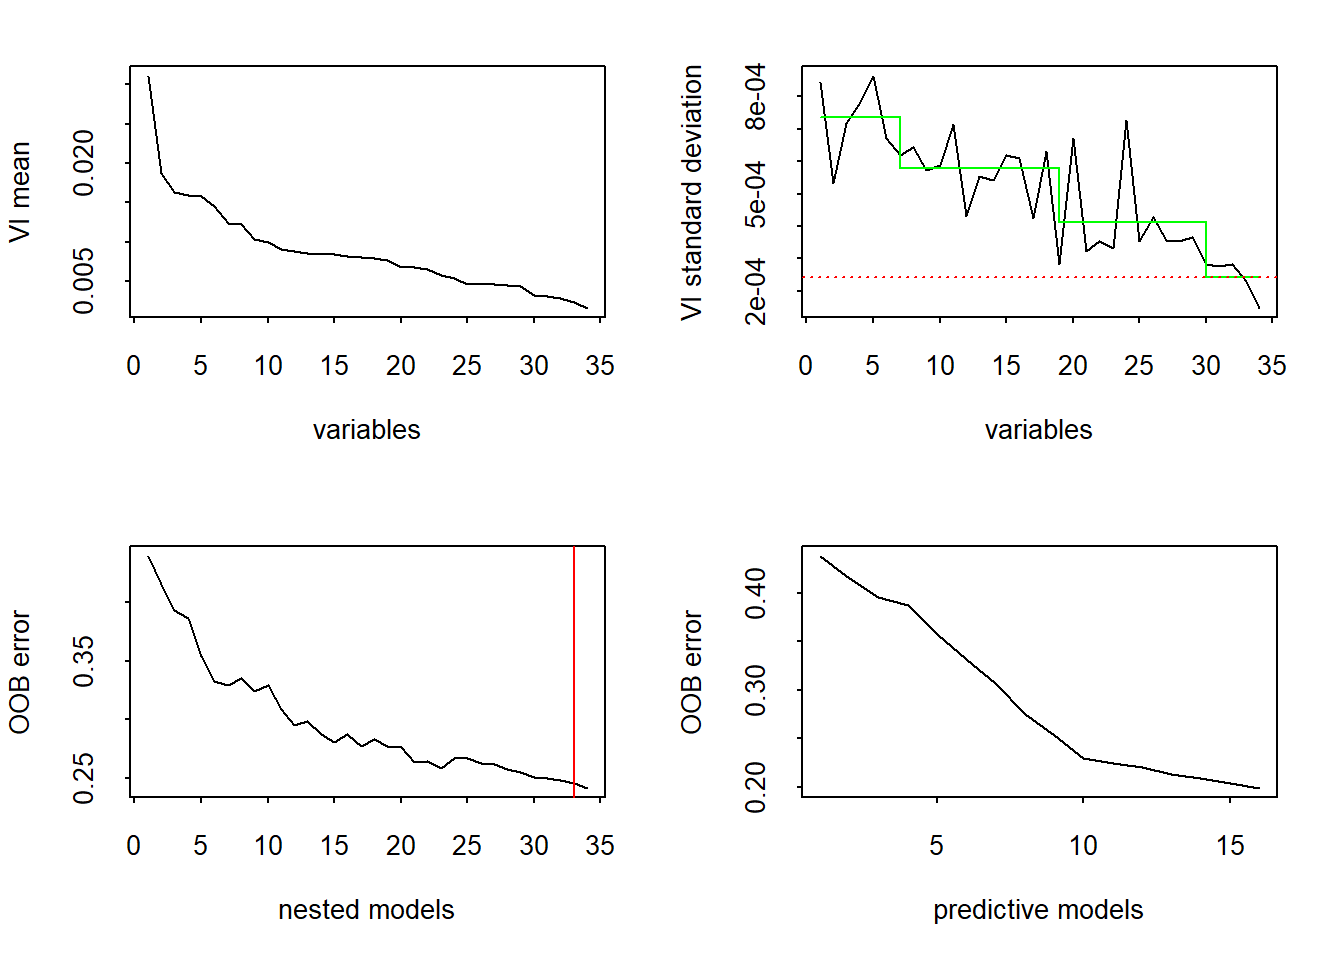 VI mean
0.005 0.020
0 5 10 15 20 25 30 35
variables
VI standard deviation
2e-04 5e-04 8e-04
0 5 10 15 20 25 30 35
variables
OOB error
0.25 0.35
0 5 10 15 20 25 30 35
nested models
OOB error
0.20 0.30 0.40
5 10 15
predictive models